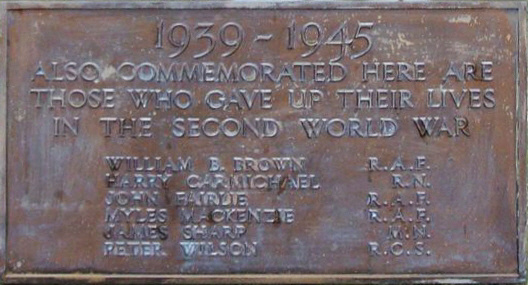 1939 - 1945
ALSO COMMEMORATED HERE ARE
THOSE WHO GAVE UP THEIR LIVES
IN THE SECOND WORLD WAR
WILLIAM B. BROWN R.A.F.
HARRY CARMICHAEL R.N.
JOHN FAIRLIE R.A.F.
MYLES MACKENZIE R.A.F.
JAMES SHARP M.N.
PETER WILSON R.C.S.